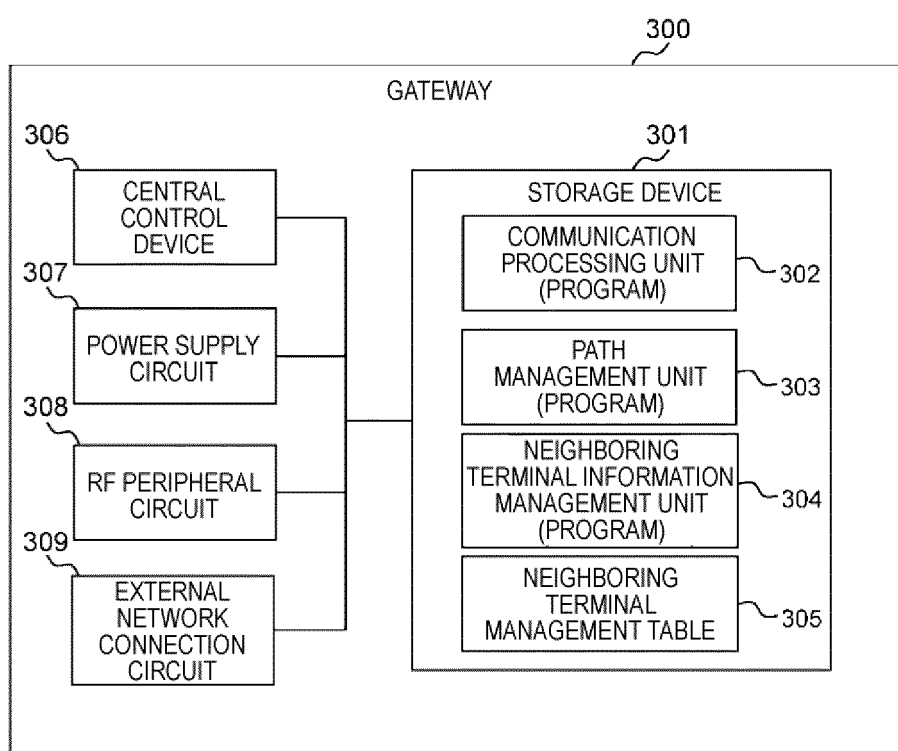 300
GATEWAY
306
CENTRAL
CONTROL
DEVICE
307
POWER SUPPLY
CIRCUIT
308
RF PERIPHERAL
CIRCUIT
309
EXTERNAL
NETWORK
CONNECTION
CIRCUIT
301
STORAGE DEVICE
COMMUNICATION
PROCESSING UNIT
(PROGRAM)
302
PATH
MANAGEMENT UNIT
(PROGRAM)
303
NEIGHBORING
TERMINAL INFORMATION
MANAGEMENT UNIT
(PROGRAM)
304
NEIGHBORING
TERMINAL
MANAGEMENT TABLE
305